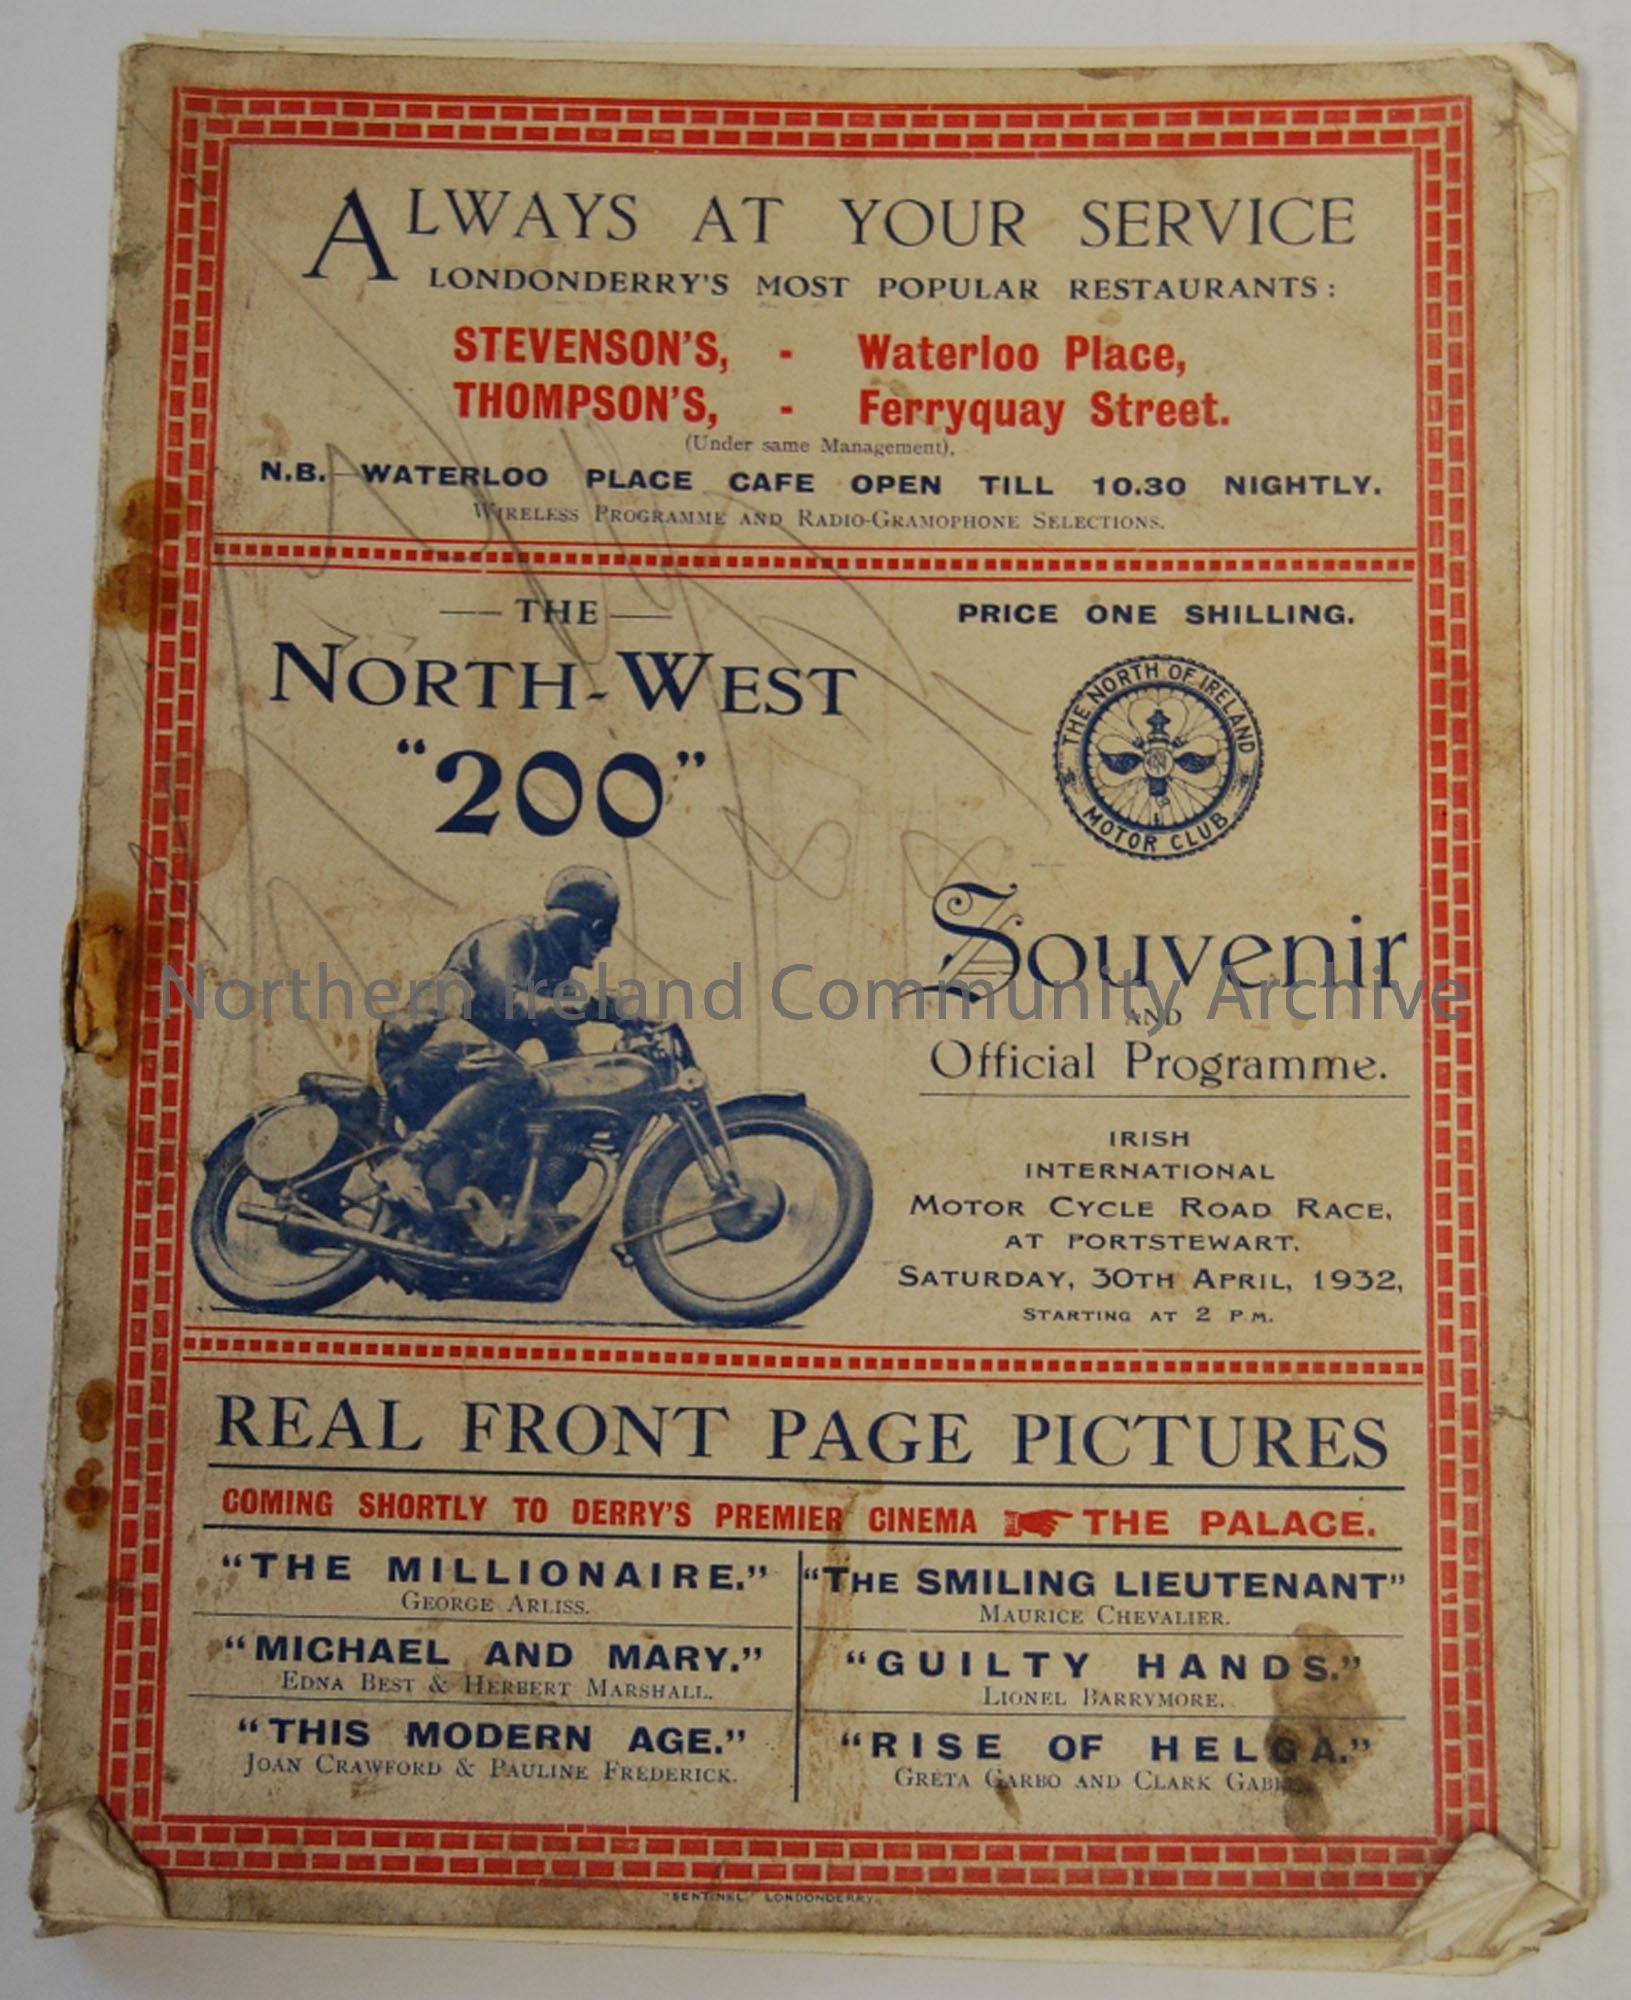 ALWAYS AT YOUR SERVICE
LONDONDERRY'S MOST POPULAR RESTAURANTS:
STEVENSON'S, - Waterloo Place,
THOMPSON'S, - Ferryquay Street.
(Under same Management),
N.B.—WATERLOO PLACE CAFE OPEN TILL 10.30 NIGHTLY.
WIRELESS PROGRAMME AND RADIO-GRAMOPHONE SELECTIONS.
— THE —
NORTH-WEST
"200"
PRICE ONE SHILLING.
THE NORTH OF IRELAND
MOTOR CLUB
Souvenir
AND
Official Programme.
IRISH
INTERNATIONAL
MOTOR CYCLE ROAD RACE,
AT PORTSTEWART.
SATURDAY, 30TH APRIL, 1932,
STARTING AT 2 P.M.
Northern Ireland Community Archive
REAL FRONT PAGE PICTURES
COMING SHORTLY TO DERRY'S PREMIER CINEMA THE PALACE.
"THE MILLIONAIRE."
GEORGE ARLISS.
"MICHAEL AND MARY."
EDNA BEST & HERBERT MARSHALL.
"THIS MODERN AGE."
JOAN CRAWFORD & PAULINE FREDERICK.
"THE SMILING LIEUTENANT"
MAURICE CHEVALIER.
"GUILTY HANDS."
LIONEL BARRYMORE.
"RISE OF HELGA."
GRETA GARBO AND CLARK
"SENTINEL" LONDONDERRY.